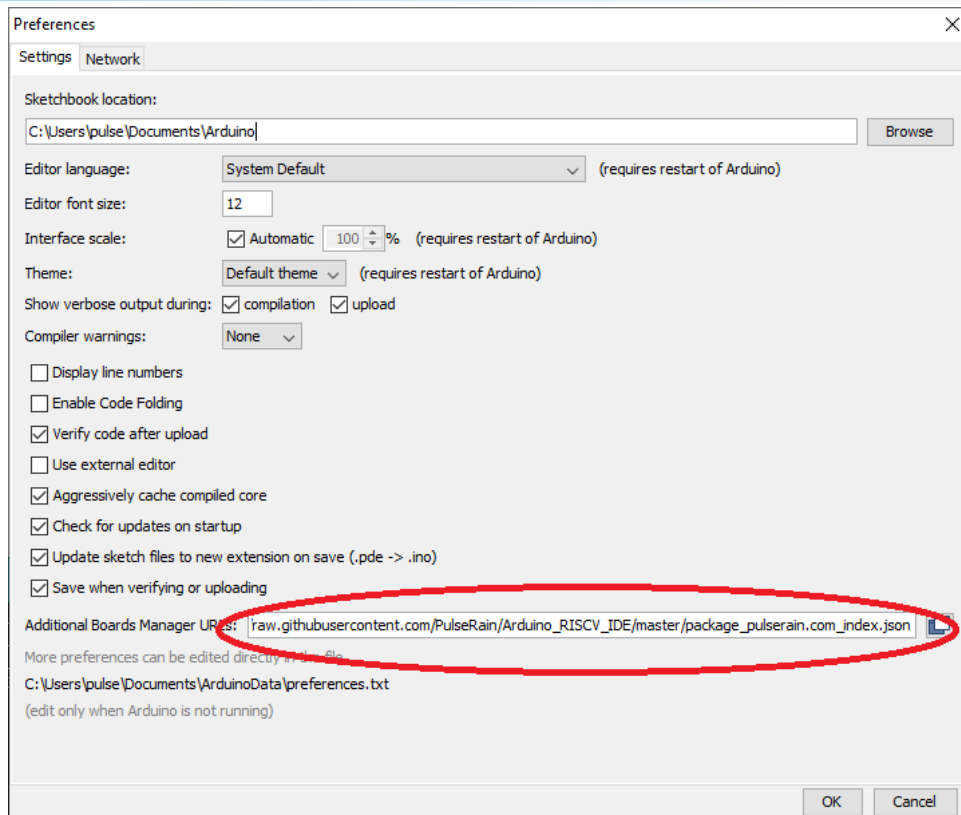 Preferences
Settings Network
Sketchbook location:
C:\Users\pulse\Documents\Arduino Browse
Editor language: System Default (requires restart of Arduino)
Editor font size: 12
Interface scale: Automatic 100 % (requires restart of Arduino)
Theme: Default theme (requires restart of Arduino)
Show verbose output during: compilation upload
Compiler warnings: None
Display line numbers
Enable Code Folding
Verify code after upload
Use external editor
Aggressively cache compiled core
Check for updates on startup
Update sketch files to new extension on save (.pde -> .ino)
Save when verifying or uploading
Additional Boards Manager URLs: raw.githubusercontent.com/PulseRain/Arduino_RISCV_IDE/master/package_pulserain.com_index.json
More preferences can be edited directly in the file
C:\Users\pulse\Documents\ArduinoData\preferences.txt
(edit only when Arduino is not running)
OK Cancel